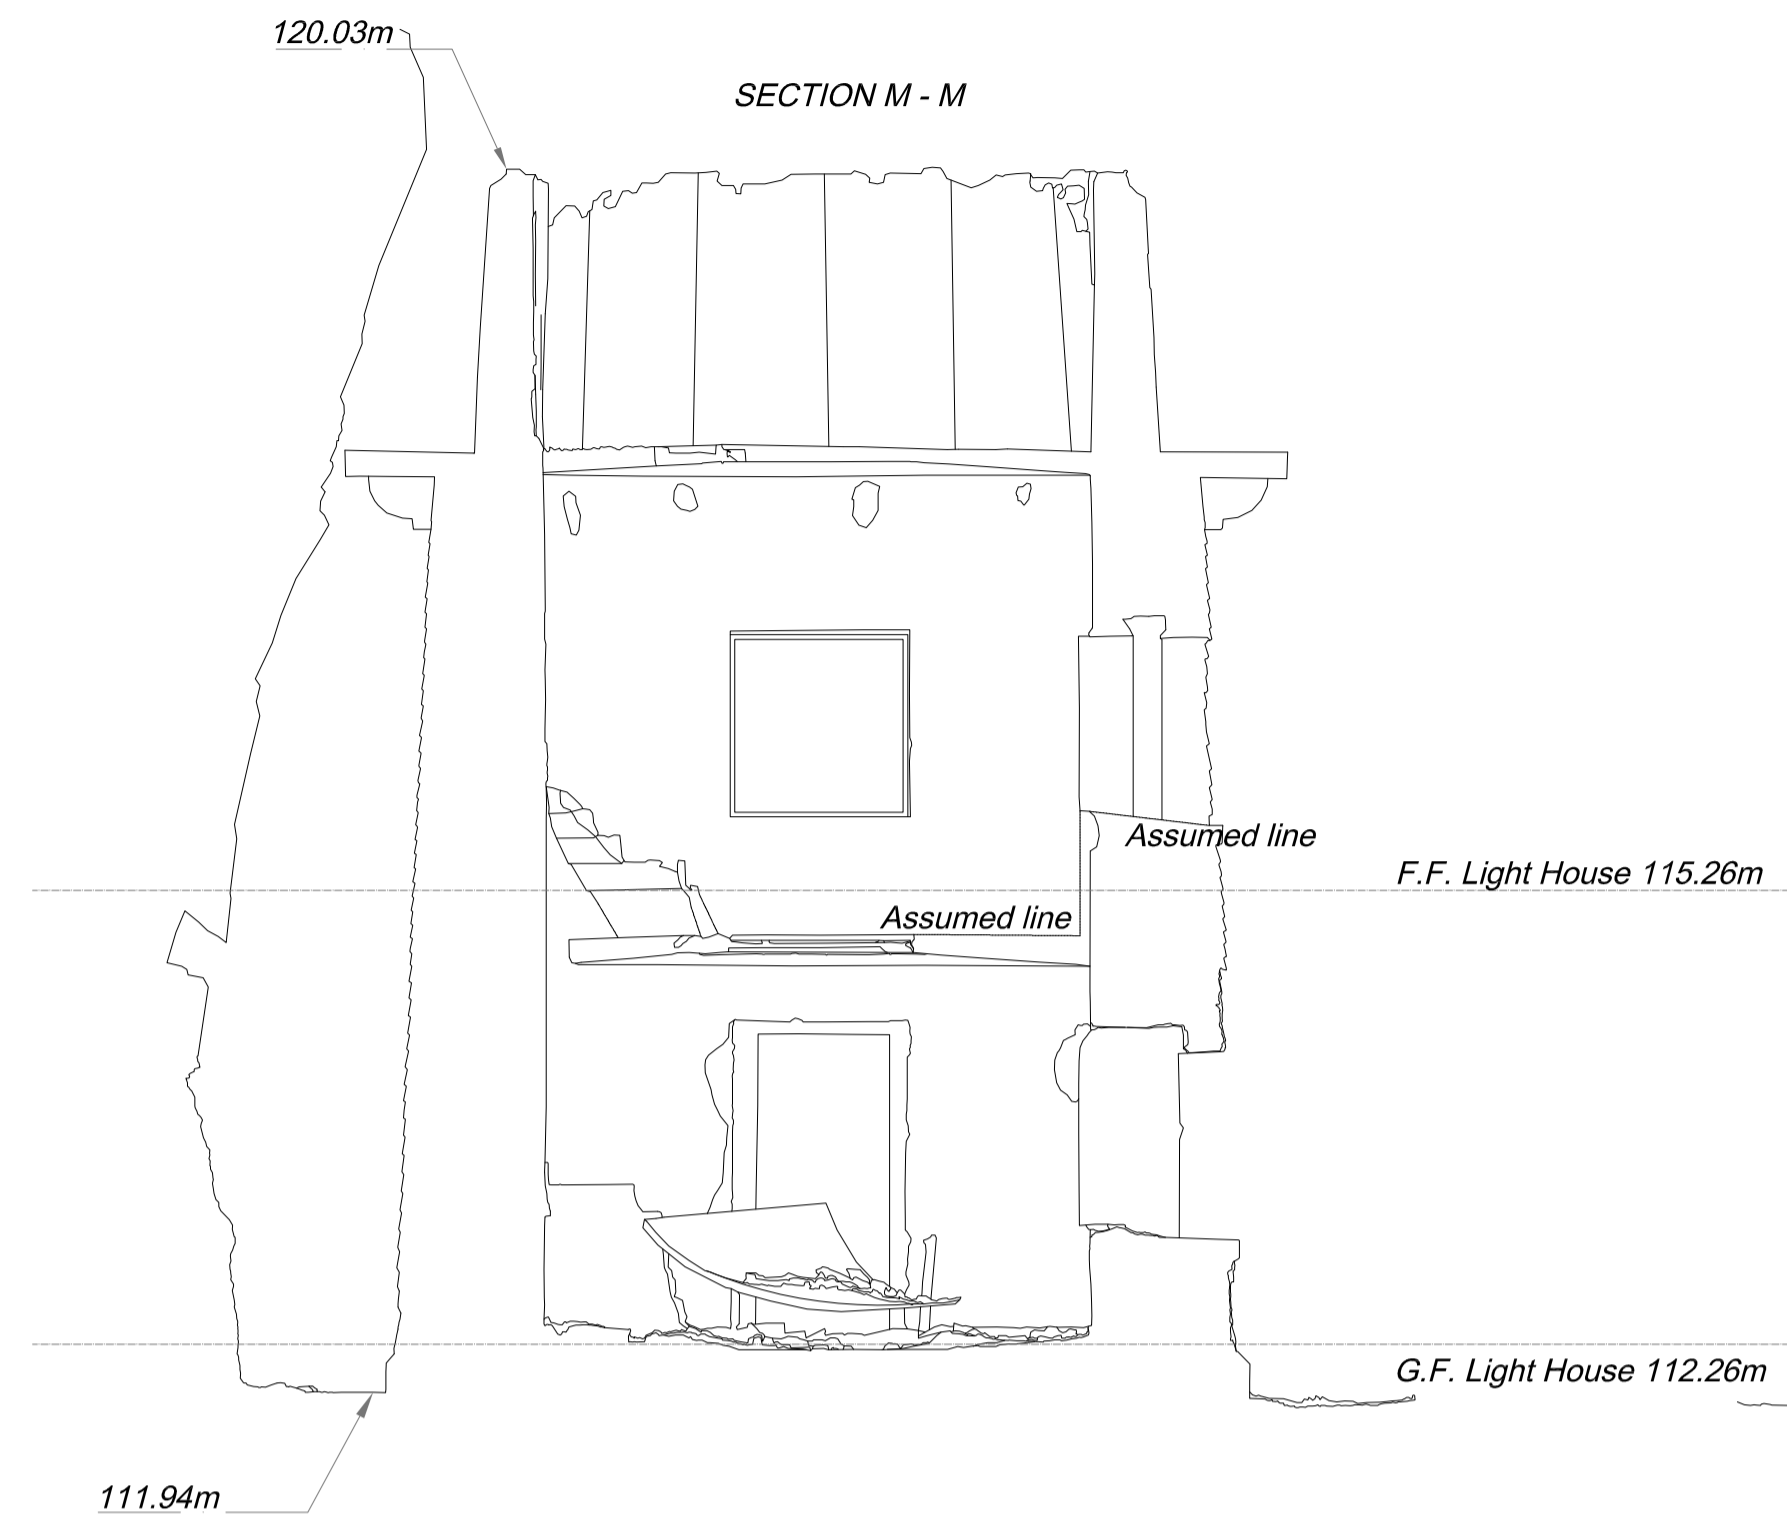 120.03m
SECTION M - M
Assumed line
F.F. Light House 115.26m
Assumed line
G.F. Light House 112.26m
111.94m